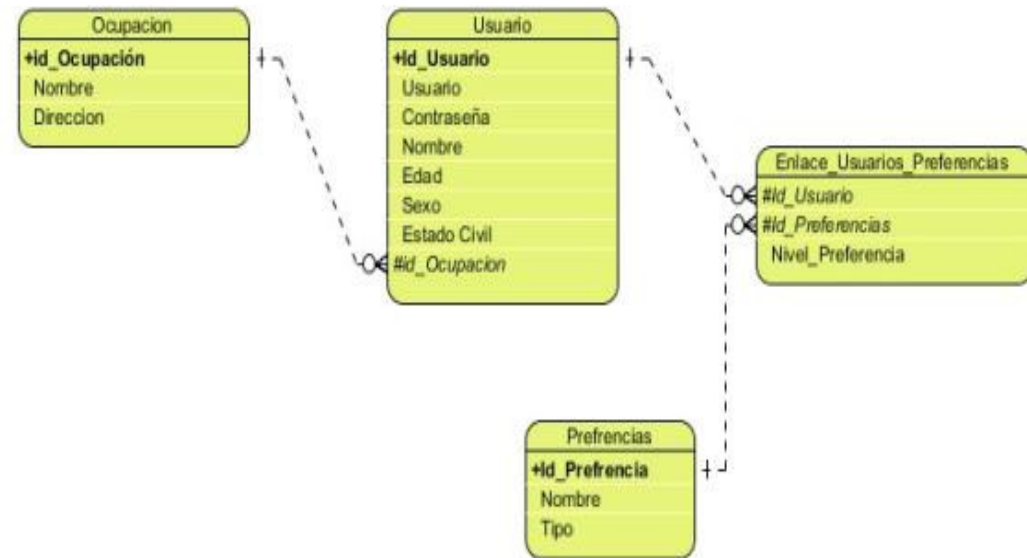 Ocupacion
+id_Ocupación
Nombre
Direccion
Usuario
+Id_Usuario
Usuario
Contraseña
Nombre
Edad
Sexo
Estado Civil
#id_Ocupacion
Enlace_Usuarios_Preferencias
#Id_Usuario
#Id_Preferencias
Nivel_Preferencia
Prefrencias
+Id_Prefrencia
Nombre
Tipo